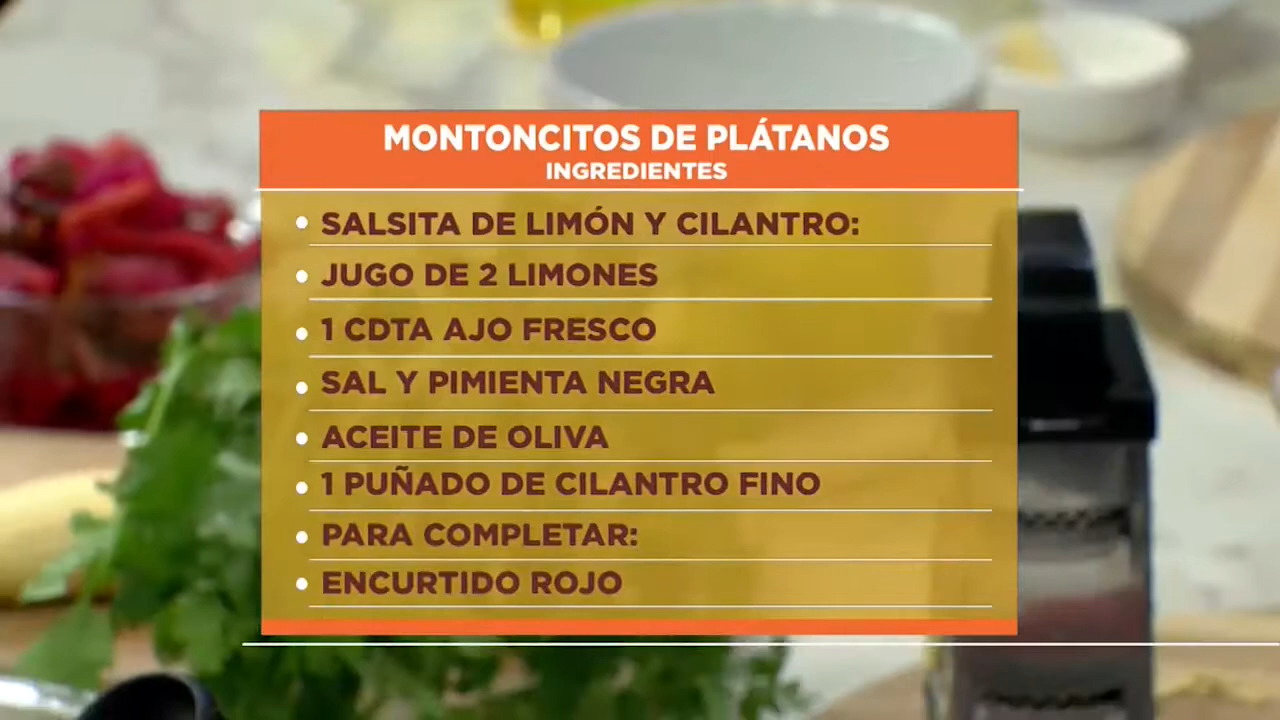 MONTONCITOS DE PLÁTANOS
INGREDIENTES
• SALSITA DE LIMÓN Y CILANTRO:
• JUGO DE 2 LIMONES
• 1 CDTA AJO FRESCO
• SAL Y PIMIENTA NEGRA
• ACEITE DE OLIVA
• 1 PUÑADO DE CILANTRO FINO
• PARA COMPLETAR:
• ENCURTIDO ROJO